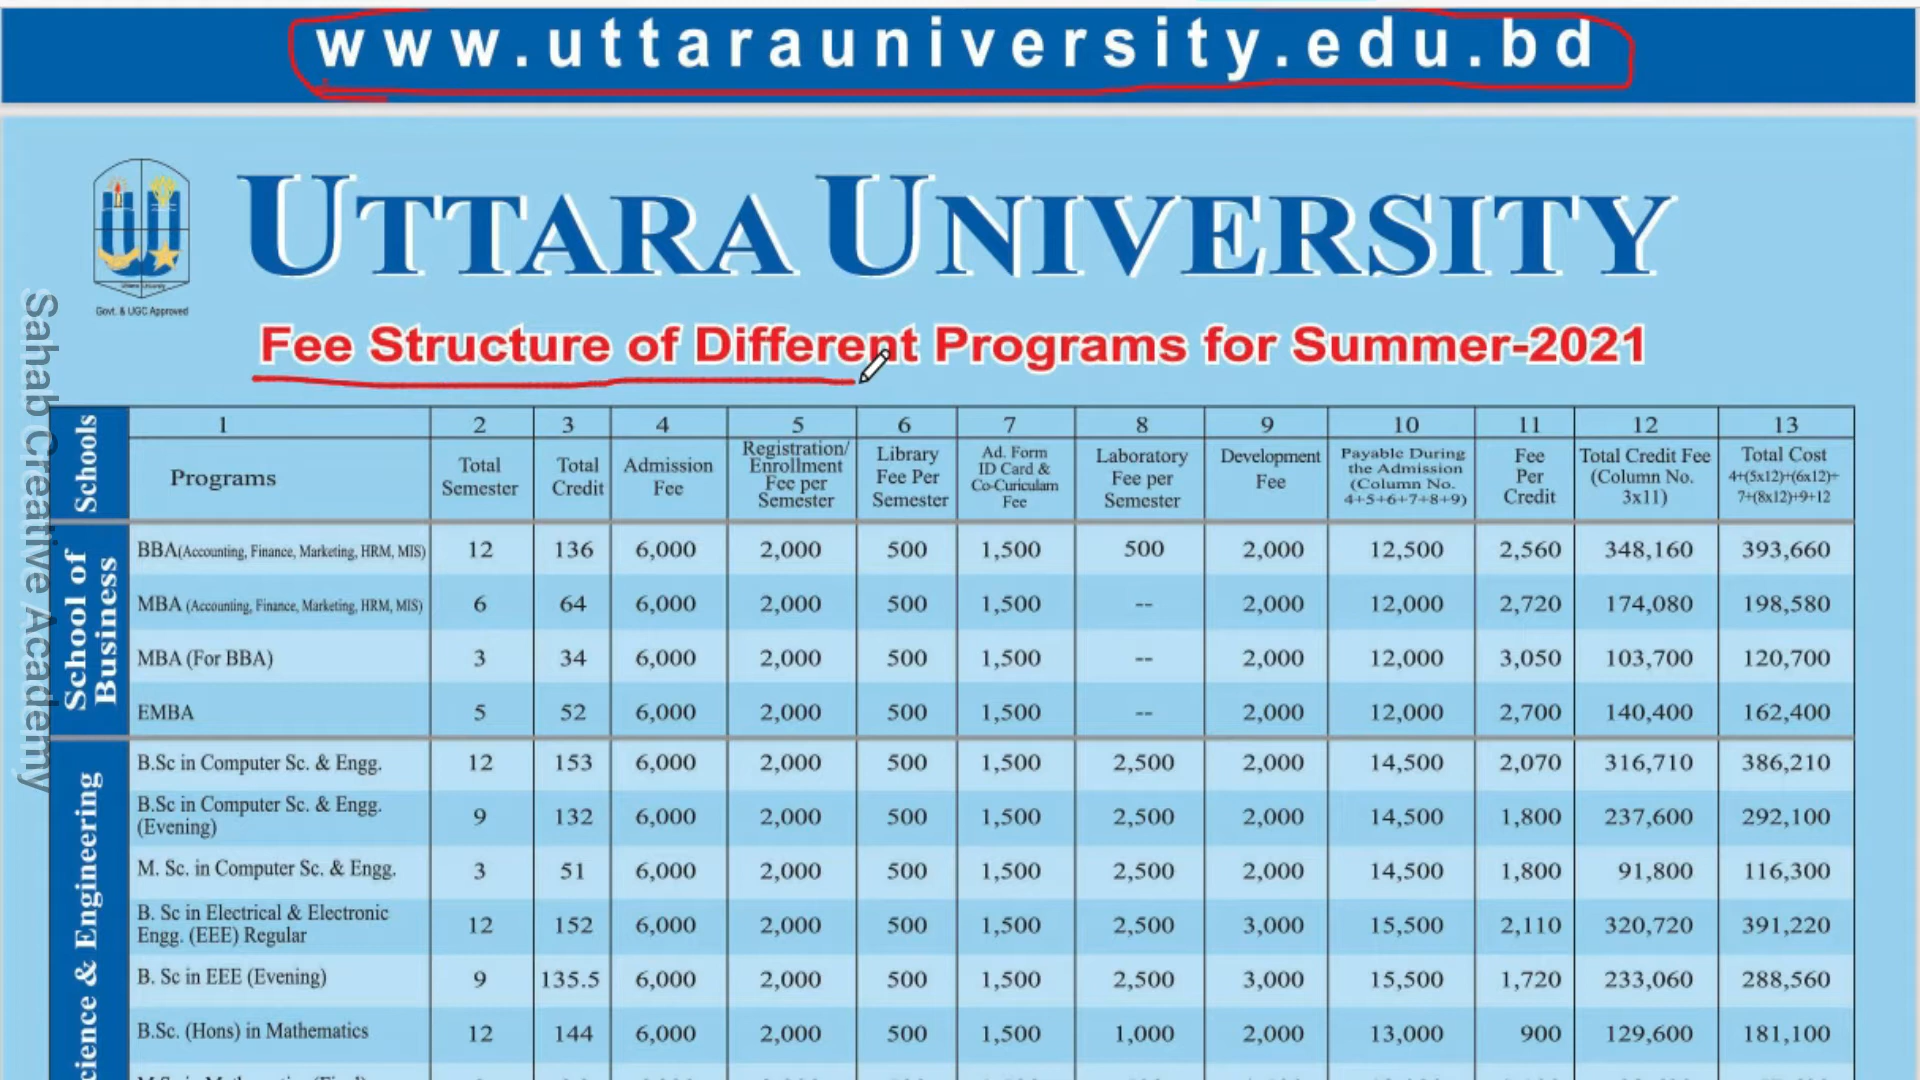 www.uttarauniversity.edu.bd
Govt. & UGC Approved
UTTARA UNIVERSITY
Fee Structure of Different Programs for Summer-2021
Sahab Creative Academy
Schools
1 2 3 4 5 6 7 8 9 10 11 12 13
Programs
Total Semester
Total Credit
Admission Fee
Registration/ Enrollment Fee per Semester
Library Fee Per Semester
Ad. Form ID Card & Co-Curiculam Fee
Laboratory Fee per Semester
Development Fee
Payable During the Admission (Column No. 4+5+6+7+8+9)
Fee Per Credit
Total Credit Fee (Column No. 3x11)
Total Cost 4+(5x12)+(6x12)+ 7+(8x12)+9+12
School of Business
BBA(Accounting, Finance, Marketing, HRM, MIS) 12 136 6,000 2,000 500 1,500 500 2,000 12,500 2,560 348,160 393,660
MBA (Accounting, Finance, Marketing, HRM, MIS) 6 64 6,000 2,000 500 1,500 -- 2,000 12,000 2,720 174,080 198,580
MBA (For BBA) 3 34 6,000 2,000 500 1,500 -- 2,000 12,000 3,050 103,700 120,700
EMBA 5 52 6,000 2,000 500 1,500 -- 2,000 12,000 2,700 140,400 162,400
cience & Engineering
B.Sc in Computer Sc. & Engg. 12 153 6,000 2,000 500 1,500 2,500 2,000 14,500 2,070 316,710 386,210
B.Sc in Computer Sc. & Engg. (Evening) 9 132 6,000 2,000 500 1,500 2,500 2,000 14,500 1,800 237,600 292,100
M. Sc. in Computer Sc. & Engg. 3 51 6,000 2,000 500 1,500 2,500 2,000 14,500 1,800 91,800 116,300
B. Sc in Electrical & Electronic Engg. (EEE) Regular 12 152 6,000 2,000 500 1,500 2,500 3,000 15,500 2,110 320,720 391,220
B. Sc in EEE (Evening) 9 135.5 6,000 2,000 500 1,500 2,500 3,000 15,500 1,720 233,060 288,560
B.Sc. (Hons) in Mathematics 12 144 6,000 2,000 500 1,500 1,000 2,000 13,000 900 129,600 181,100